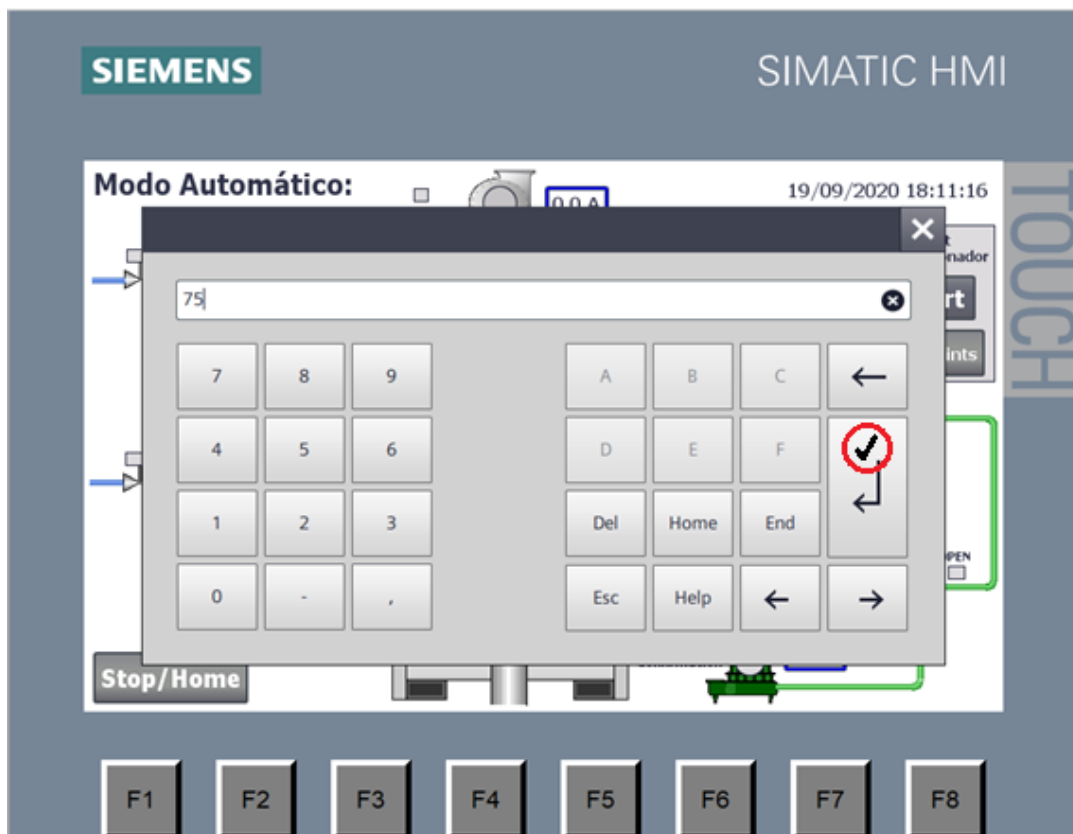 SIEMENS
SIMATIC HMI
TOUCH
Modo Automático:
0.0 A
19/09/2020 18:11:16
75
7 8 9 A B C
4 5 6 D E F
1 2 3 Del Home End
0 - , Esc Help
Stop/Home
F1 F2 F3 F4 F5 F6 F7 F8